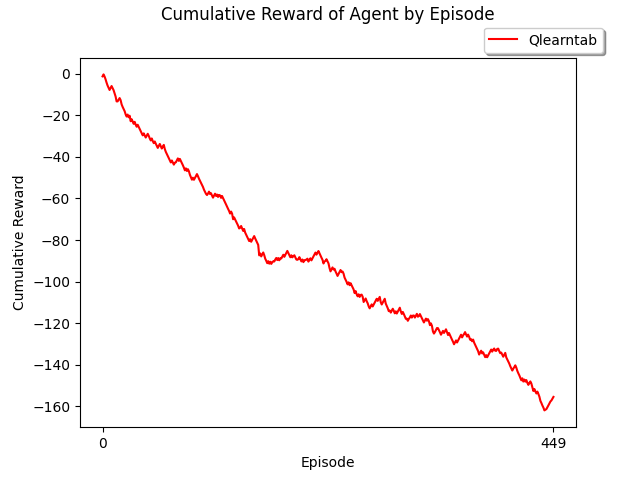 Cumulative Reward of Agent by Episode
Qlearntab
0
−20
−40
−60
−80
−100
−120
−140
−160
Cumulative Reward
0
449
Episode